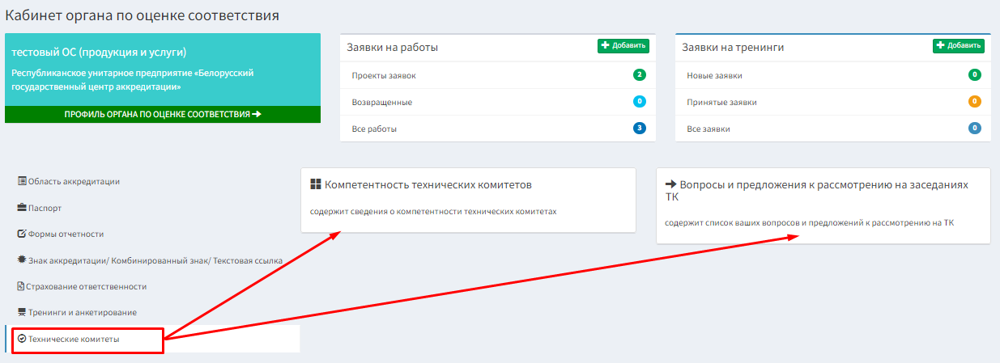 Кабинет органа по оценке соответствия
тестовый ОС (продукция и услуги)
Республиканское унитарное предприятие «Белорусский
государственный центр аккредитации»
ПРОФИЛЬ ОРГАНА ПО ОЦЕНКЕ СООТВЕТСТВИЯ
Заявки на работы
Добавить
Проекты заявок 2
Возвращенные 0
Все работы 3
Заявки на тренинги
Добавить
Новые заявки 0
Принятые заявки 0
Все заявки 0
Область аккредитации
Паспорт
Формы отчетности
Знак аккредитации/ Комбинированный знак/ Текстовая ссылка
Страхование ответственности
Тренинги и анкетирование
Технические комитеты
Компетентность технических комитетов
содержит сведения о компетентности технических комитетах
Вопросы и предложения к рассмотрению на заседаниях
ТК
содержит список ваших вопросов и предложений к рассмотрению на ТК